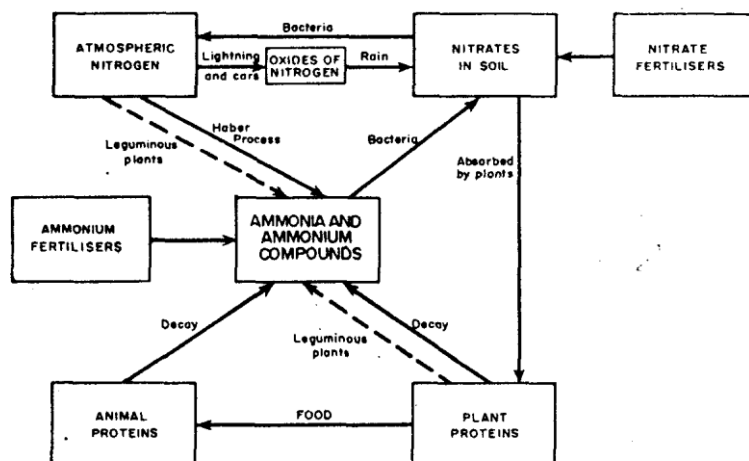 Bacteria
ATMOSPHERIC
NITROGEN
Lightning
and cars
OXIDES OF
NITROGEN
Rain
NITRATES
IN SOIL
NITRATE
FERTILISERS
Haber
Process
Leguminous
plants
Bacteria
Absorbed
by plants
AMMONIUM
FERTILISERS
AMMONIA AND
AMMONIUM
COMPOUNDS
Decay
Leguminous
plants
Decay
ANIMAL
PROTEINS
FOOD
PLANT
PROTEINS